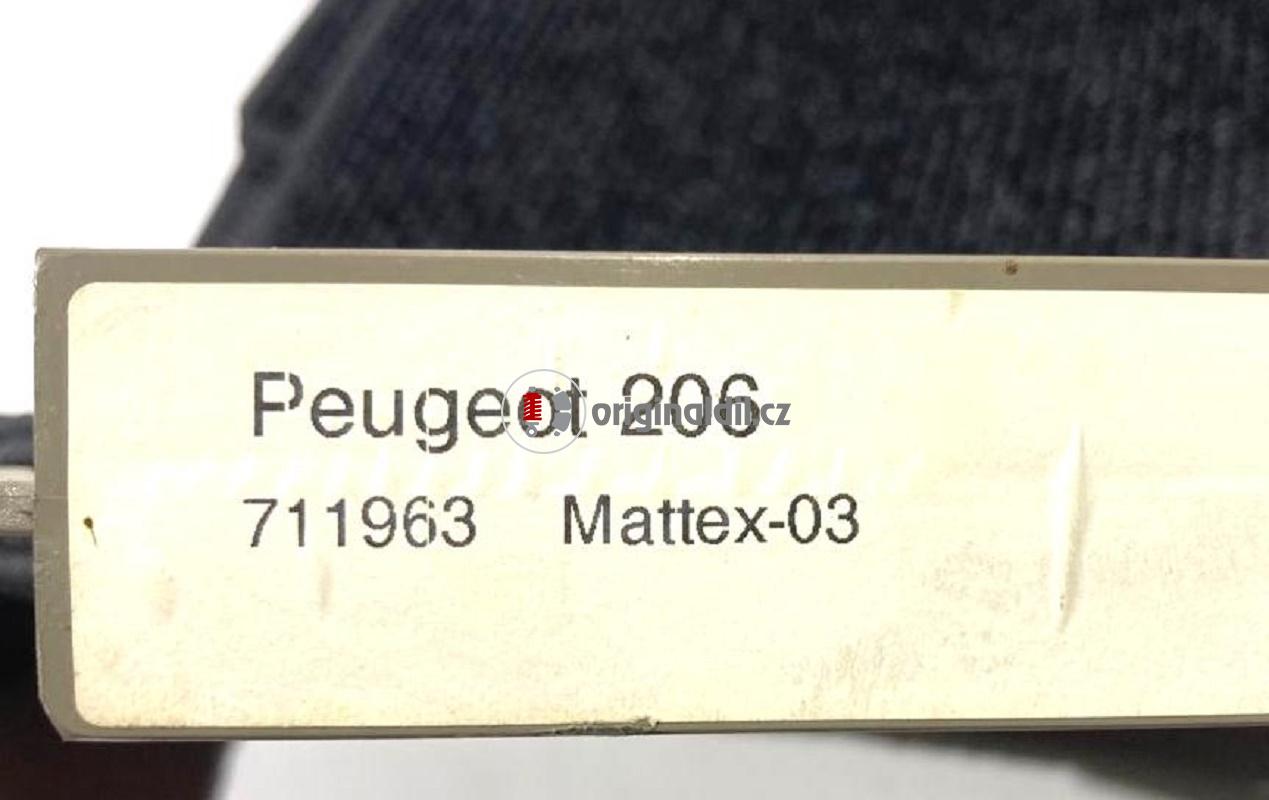 Peugeot 206
originaldil.cz
711963 Mattex-03